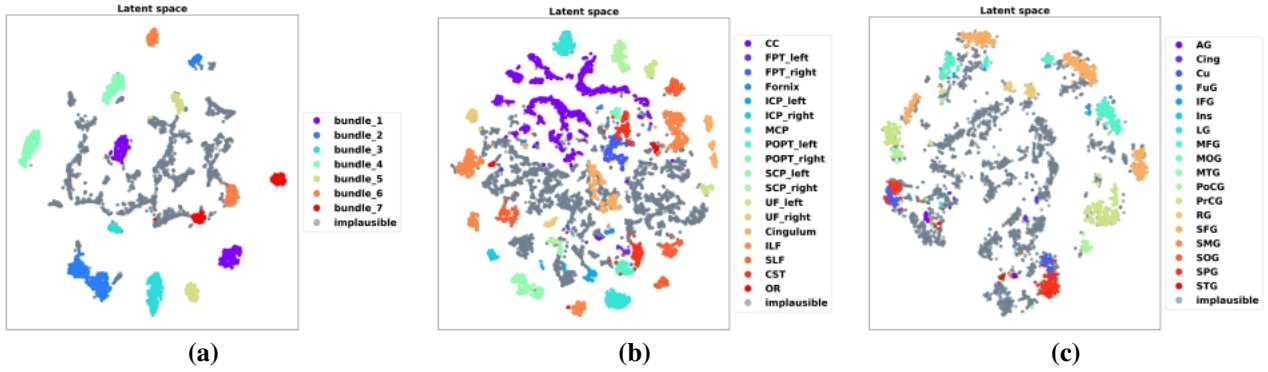 Latent space
bundle_1
bundle_2
bundle_3
bundle_4
bundle_5
bundle_6
bundle_7
implausible
(a)
Latent space
CC
FPT_left
FPT_right
Fornix
ICP_left
ICP_right
MCP
POPT_left
POPT_right
SCP_left
SCP_right
UF_left
UF_right
Cingulum
ILF
SLF
CST
OR
implausible
(b)
Latent space
AG
Cing
Cu
FuG
IFG
Ins
LG
MFG
MOG
MTG
PoCG
PrCG
RG
SFG
SMG
SOG
SPG
STG
implausible
(c)